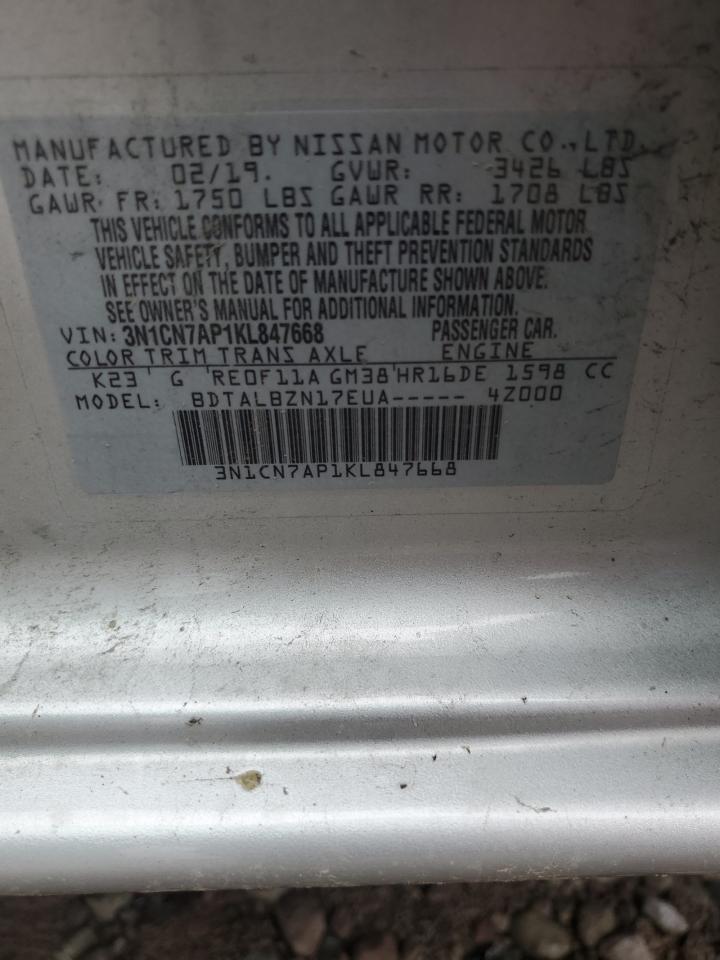 MANUFACTURED BY NISSAN MOTOR CO., LTD.
DATE: 02/19. GVWR: 3426 LBS
GAWR FR: 1750 LBS GAWR RR: 1708 LBS
THIS VEHICLE CONFORMS TO ALL APPLICABLE FEDERAL MOTOR
VEHICLE SAFETY, BUMPER AND THEFT PREVENTION STANDARDS
IN EFFECT ON THE DATE OF MANUFACTURE SHOWN ABOVE.
SEE OWNER'S MANUAL FOR ADDITIONAL INFORMATION.
VIN: 3N1CN7AP1KL847668 PASSENGER CAR.
COLOR TRIM TRANS AXLE ENGINE
K23 G RE0F11A GM38 HR16DE 1598 CC
MODEL: BDTALBZN17EUA----- 4Z000
3N1CN7AP1KL847668